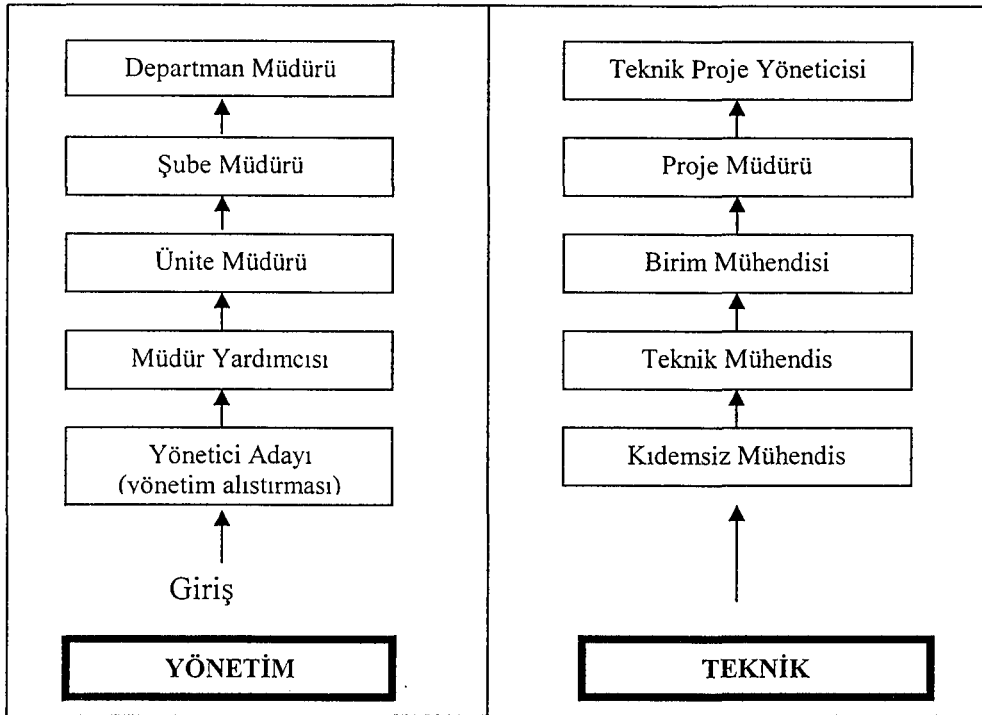 Departman Müdürü
Şube Müdürü
Ünite Müdürü
Müdür Yardımcısı
Yönetici Adayı
(yönetim alıstırması)
Giriş
YÖNETİM
Teknik Proje Yöneticisi
Proje Müdürü
Birim Mühendisi
Teknik Mühendis
Kıdemsiz Mühendis
TEKNİK